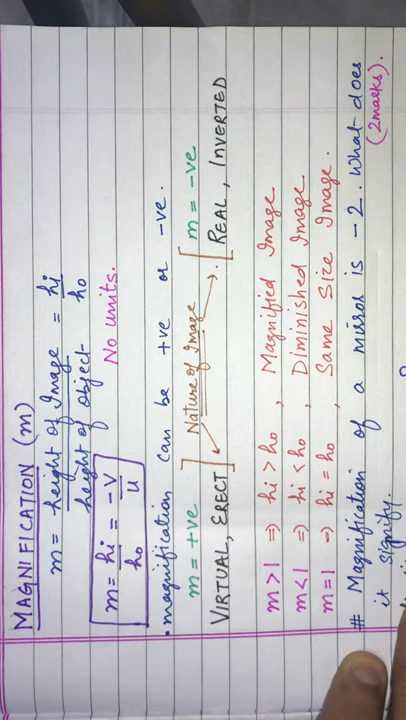 MAGNIFICATION (m)
m = height of Image = hi
height of object ho
m = hi = -v
ho u
No units.
• magnification can be +ve or -ve.
m = +ve ] Nature of Image [ m = -ve
VIRTUAL, ERECT ] [ REAL, INVERTED
m > 1 ⇒ hi > ho , Magnified Image
m < 1 ⇒ hi < ho , Diminished Image
m = 1 ⇒ hi = ho , Same Size Image.
# Magnification of a mirror is -2. What does
it signify. (2marks).